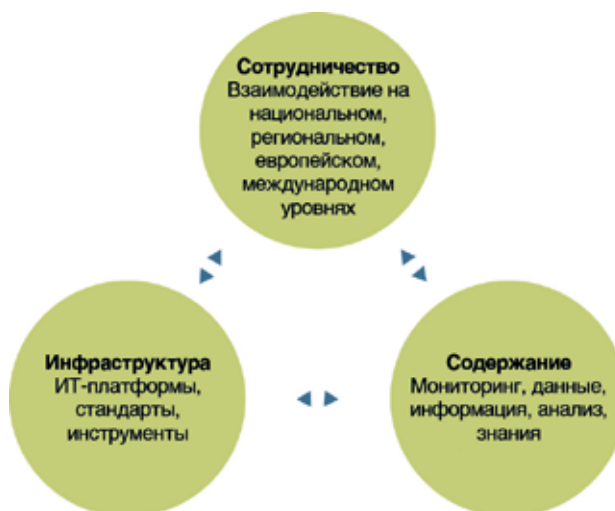 Сотрудничество
Взаимодействие на
национальном,
региональном,
европейском,
международном
уровнях
Инфраструктура
ИТ-платформы,
стандарты,
инструменты
Содержание
Мониторинг, данные,
информация, анализ,
знания